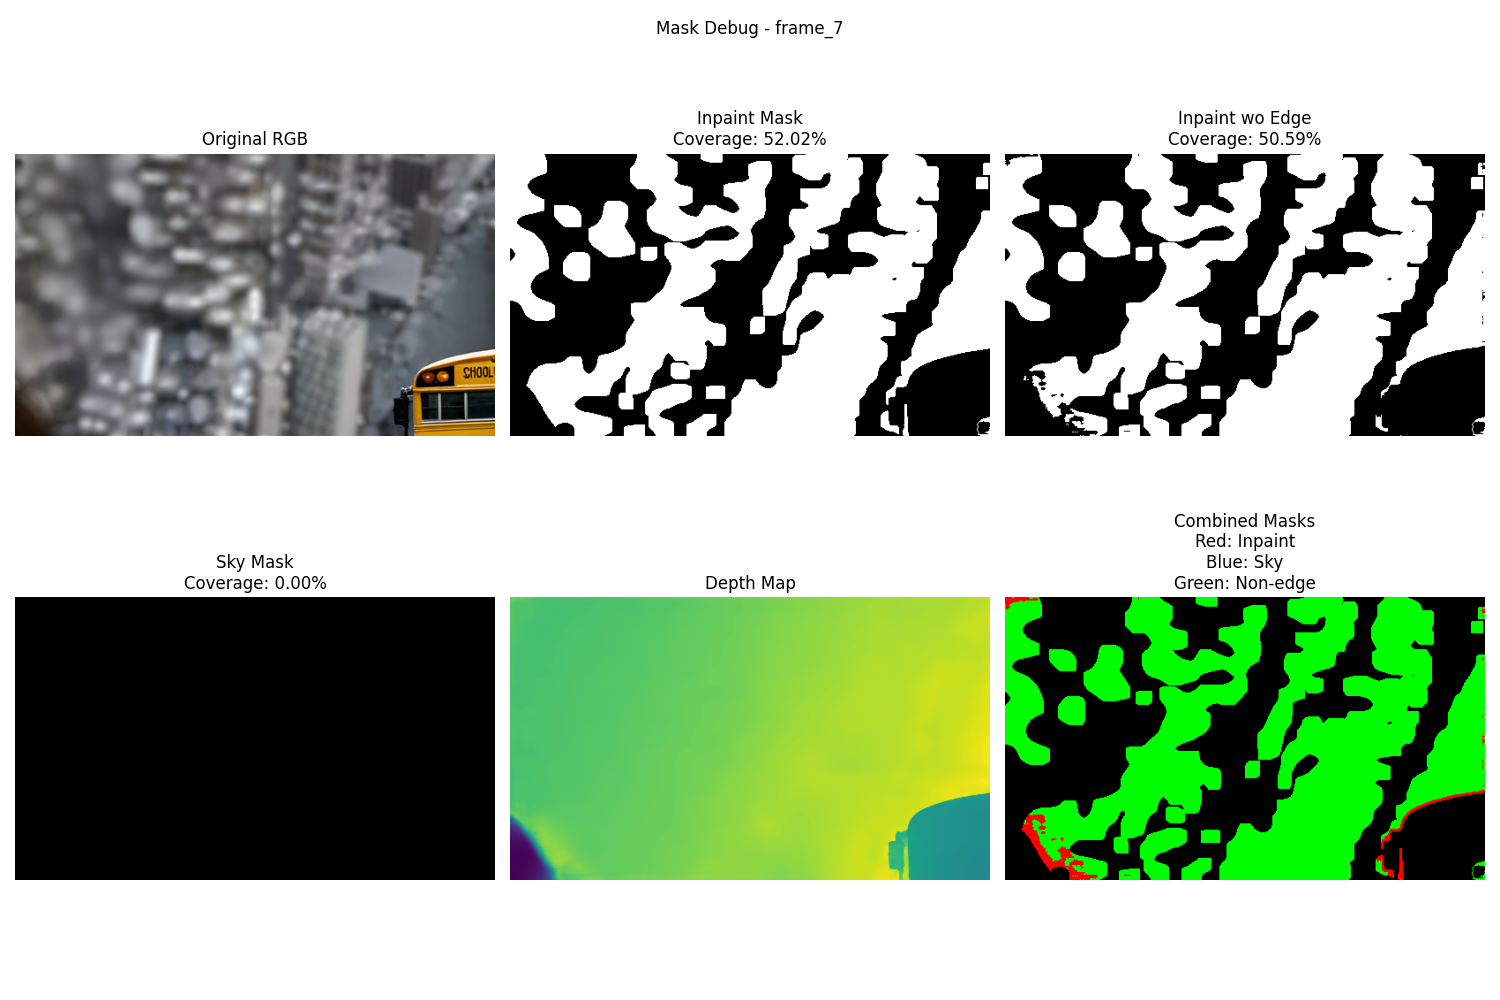 Mask Debug - frame_7
Original RGB
Inpaint Mask
Coverage: 52.02%
Inpaint wo Edge
Coverage: 50.59%
SHOOL
Sky Mask
Coverage: 0.00%
Depth Map
Combined Masks
Red: Inpaint
Blue: Sky
Green: Non-edge